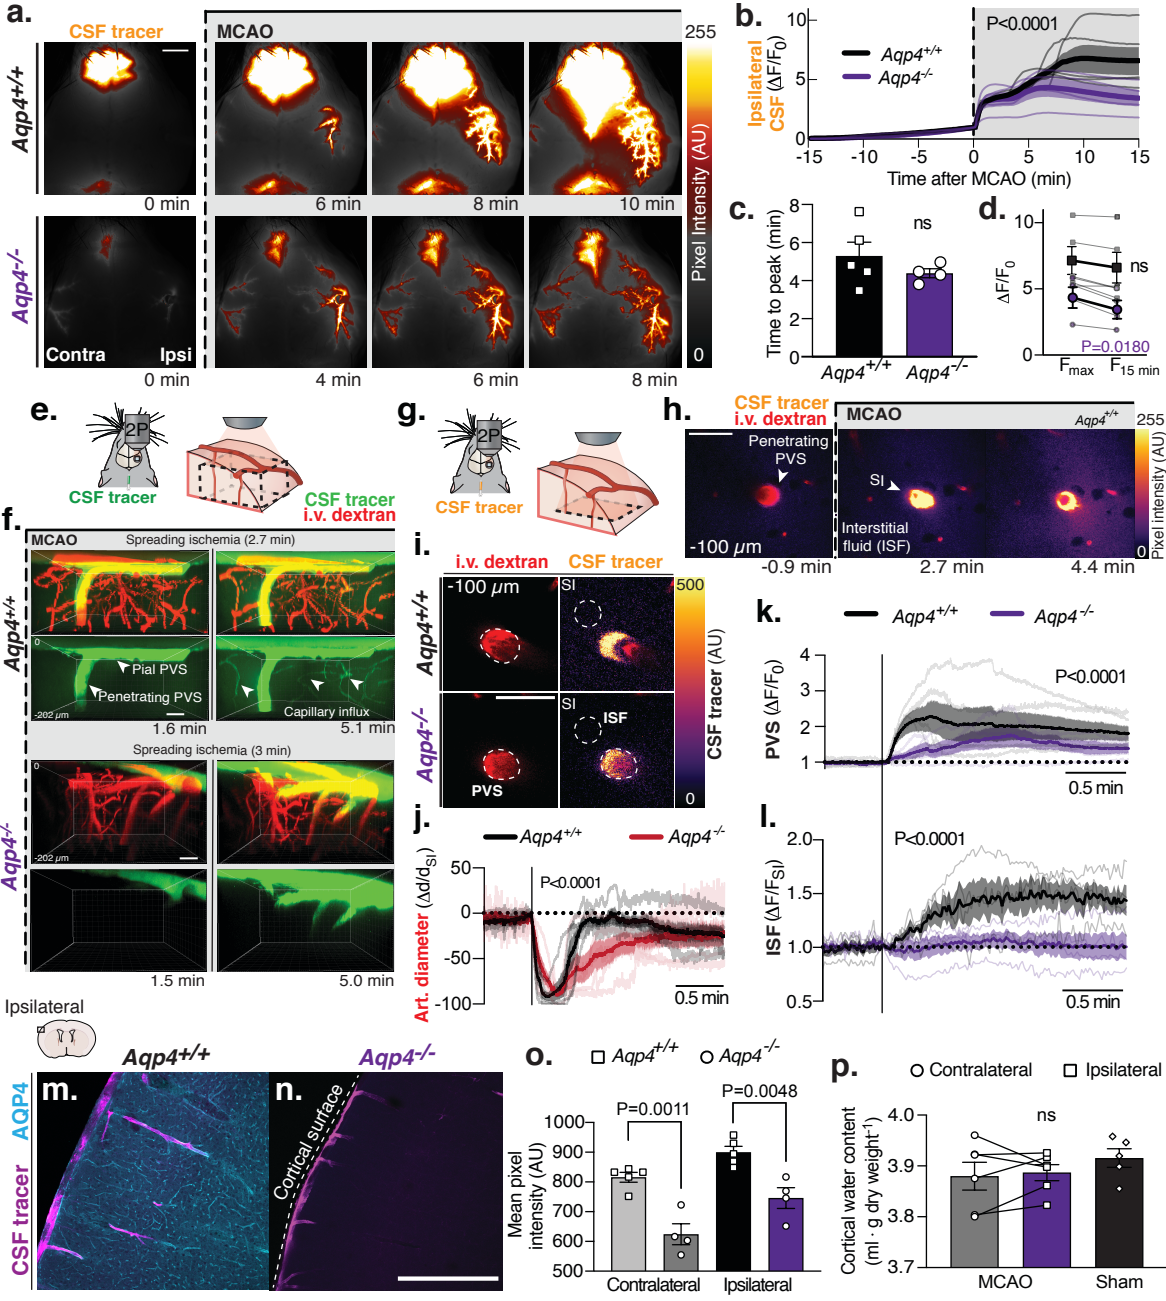 a.
CSF tracer
MCAO
255
Aqp4+/+
0 min
6 min
8 min
10 min
Aqp4-/-
Contra
Ipsi
0 min
4 min
6 min
8 min
Pixel Intensity (AU)
0
b.
P<0.0001
Aqp4+/+
Aqp4-/-
Ipsilateral
CSF (ΔF/F0)
10
5
0
-15
-10
-5
0
5
10
15
Time after MCAO (min)
c.
ns
Time to peak (min)
8
6
4
2
0
Aqp4+/+
Aqp4-/-
d.
ΔF/F0
10
5
0
ns
P=0.0180
Fmax
F15 min
e.
2P
CSF tracer
CSF tracer
i.v. dextran
f.
MCAO
Spreading ischemia (2.7 min)
Aqp4+/+
0
Pial PVS
Penetrating PVS
-202 µm
Capillary influx
1.6 min
5.1 min
Spreading ischemia (3 min)
Aqp4-/-
0
-202 µm
1.5 min
5.0 min
g.
2P
CSF tracer
h.
CSF tracer
i.v. dextran
MCAO
Aqp4+/+
255
Penetrating
PVS
SI
Interstitial
fluid (ISF)
-100 µm
Pixel intensity (AU)
0
-0.9 min
2.7 min
4.4 min
i.
i.v. dextran
CSF tracer
-100 µm
SI
500
Aqp4+/+
SI
ISF
Aqp4-/-
PVS
CSF tracer (AU)
0
j.
Aqp4+/+
Aqp4-/-
Art. diameter (Δd/dSI)
50
0
-50
-100
P<0.0001
0.5 min
k.
Aqp4+/+
Aqp4-/-
PVS (ΔF/F0)
4
3
2
1
P<0.0001
0.5 min
l.
ISF (ΔF/FSI)
2.0
1.5
1.0
0.5
P<0.0001
0.5 min
Ipsilateral
Aqp4+/+
Aqp4-/-
m.
n.
CSF tracer AQP4
Cortical surface
o.
Aqp4+/+
Aqp4-/-
P=0.0011
P=0.0048
Mean pixel
intensity (AU)
1000
900
800
700
600
500
Contralateral
Ipsilateral
p.
Contralateral
Ipsilateral
ns
Cortical water content
(ml · g dry weight-1)
4.0
3.9
3.8
3.7
MCAO
Sham